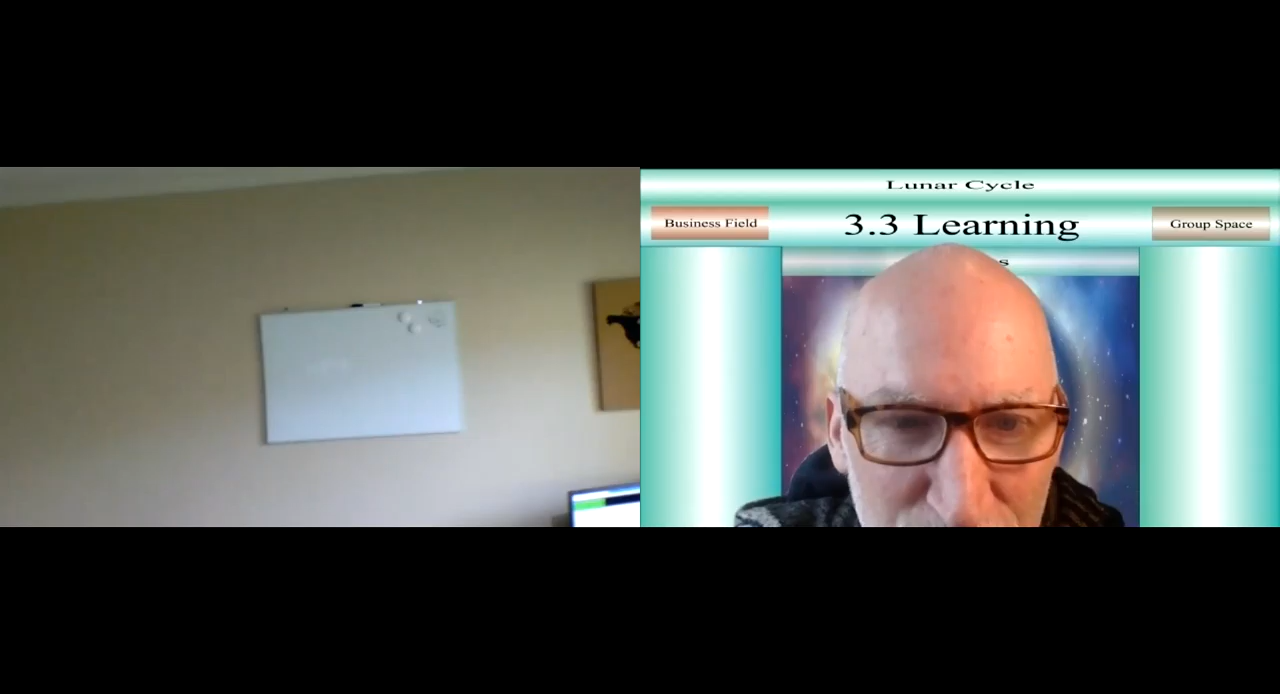 Lunar Cycle
Business Field
3.3 Learning
Group Space
s